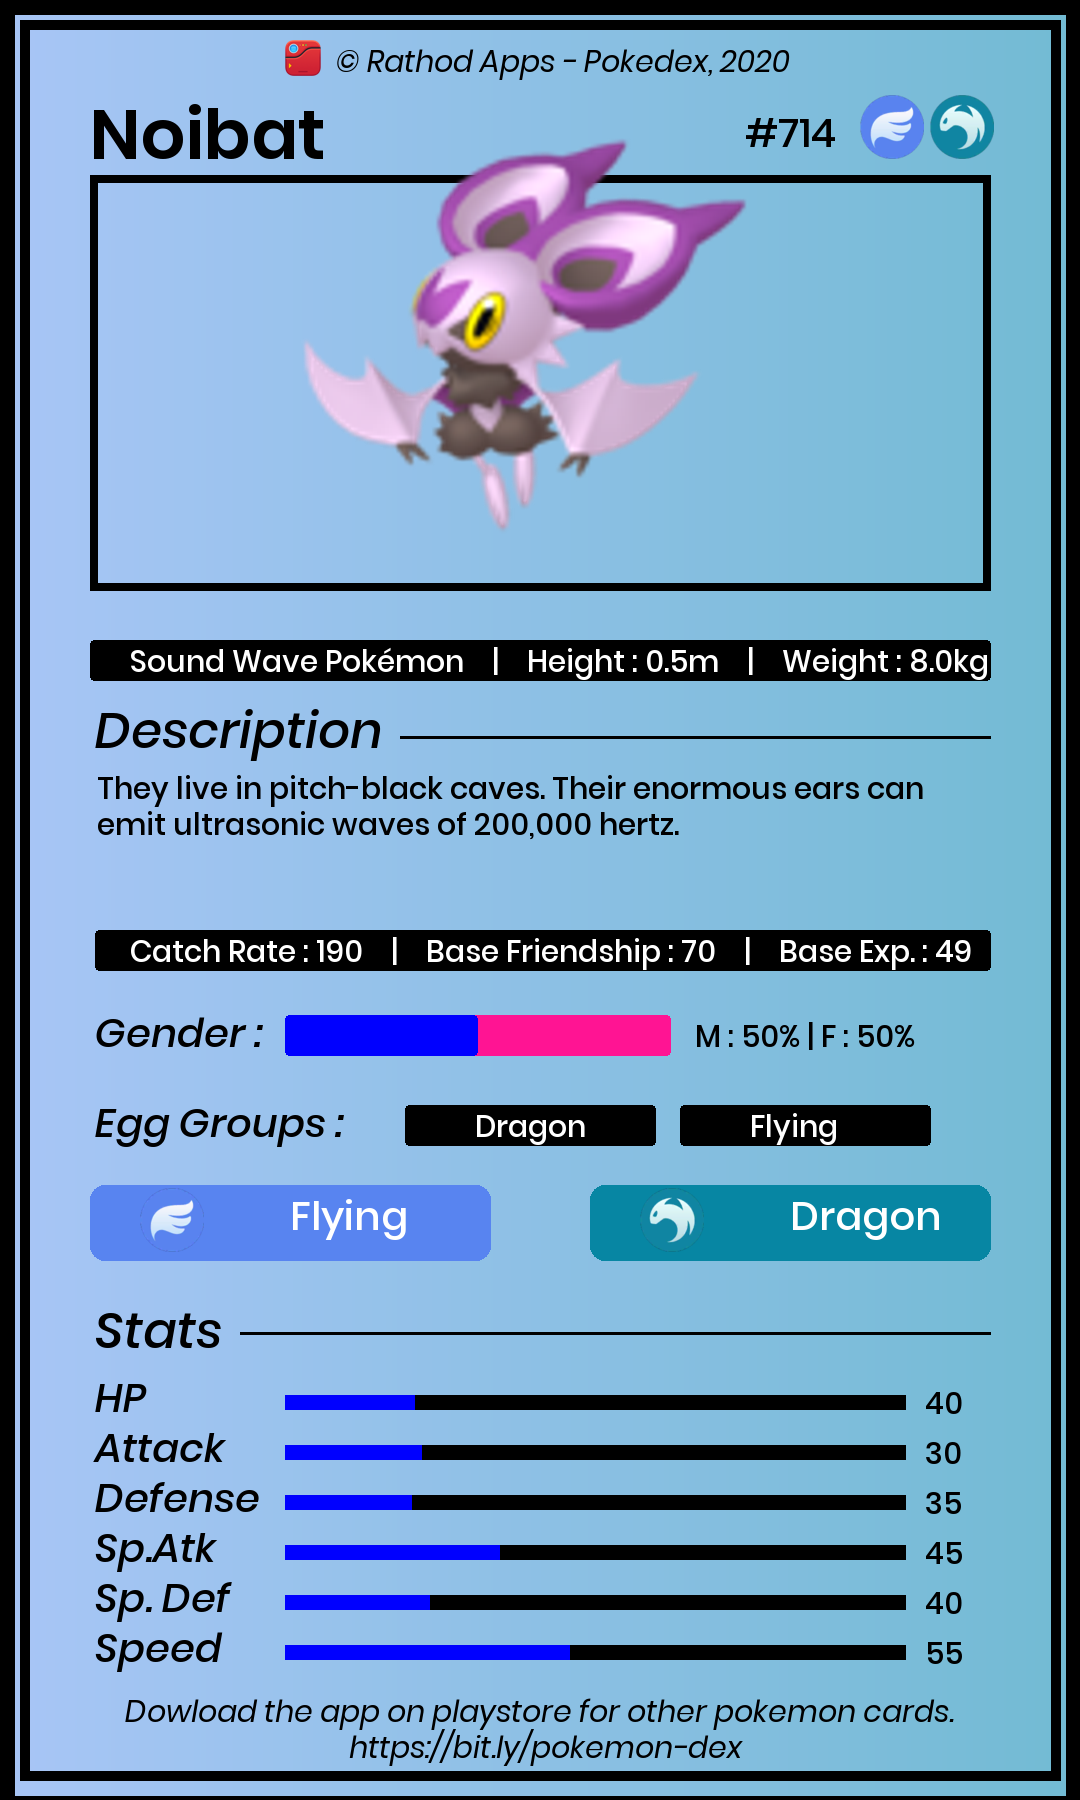 © Rathod Apps - Pokedex, 2020
Noibat #714
Sound Wave Pokémon | Height : 0.5m | Weight : 8.0kg
Description
They live in pitch-black caves. Their enormous ears can
emit ultrasonic waves of 200,000 hertz.
Catch Rate : 190 | Base Friendship : 70 | Base Exp. : 49
Gender : M : 50% | F : 50%
Egg Groups : Dragon Flying
Flying Dragon
Stats
HP 40
Attack 30
Defense 35
Sp.Atk 45
Sp. Def 40
Speed 55
Dowload the app on playstore for other pokemon cards.
https://bit.ly/pokemon-dex